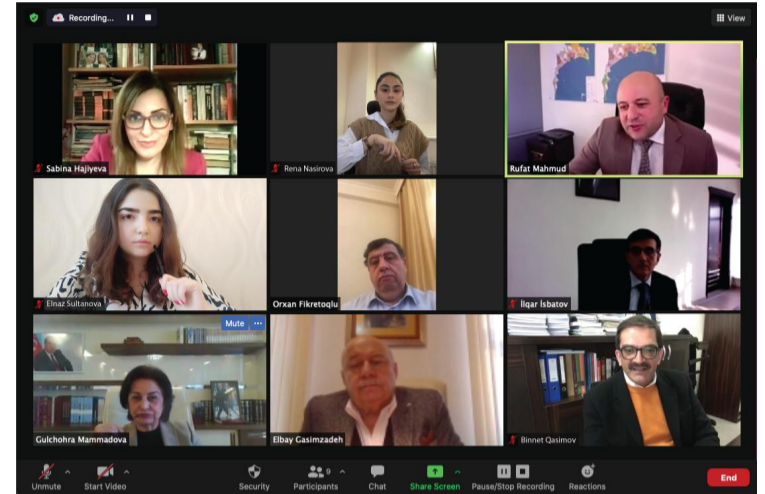 Recording...
View
Sabina Hajiyeva
Rena Nasirova
Rufat Mahmud
Elnaz Sultanova
Orxan Fikretoqlu
İlqar İsbatov
Mute ...
Gulchohra Mammadova
Elbay Gasimzadeh
Binnet Qasimov
9
Unmute
Start Video
Security
Participants
Chat
Share Screen
Pause/Stop Recording
Reactions
End